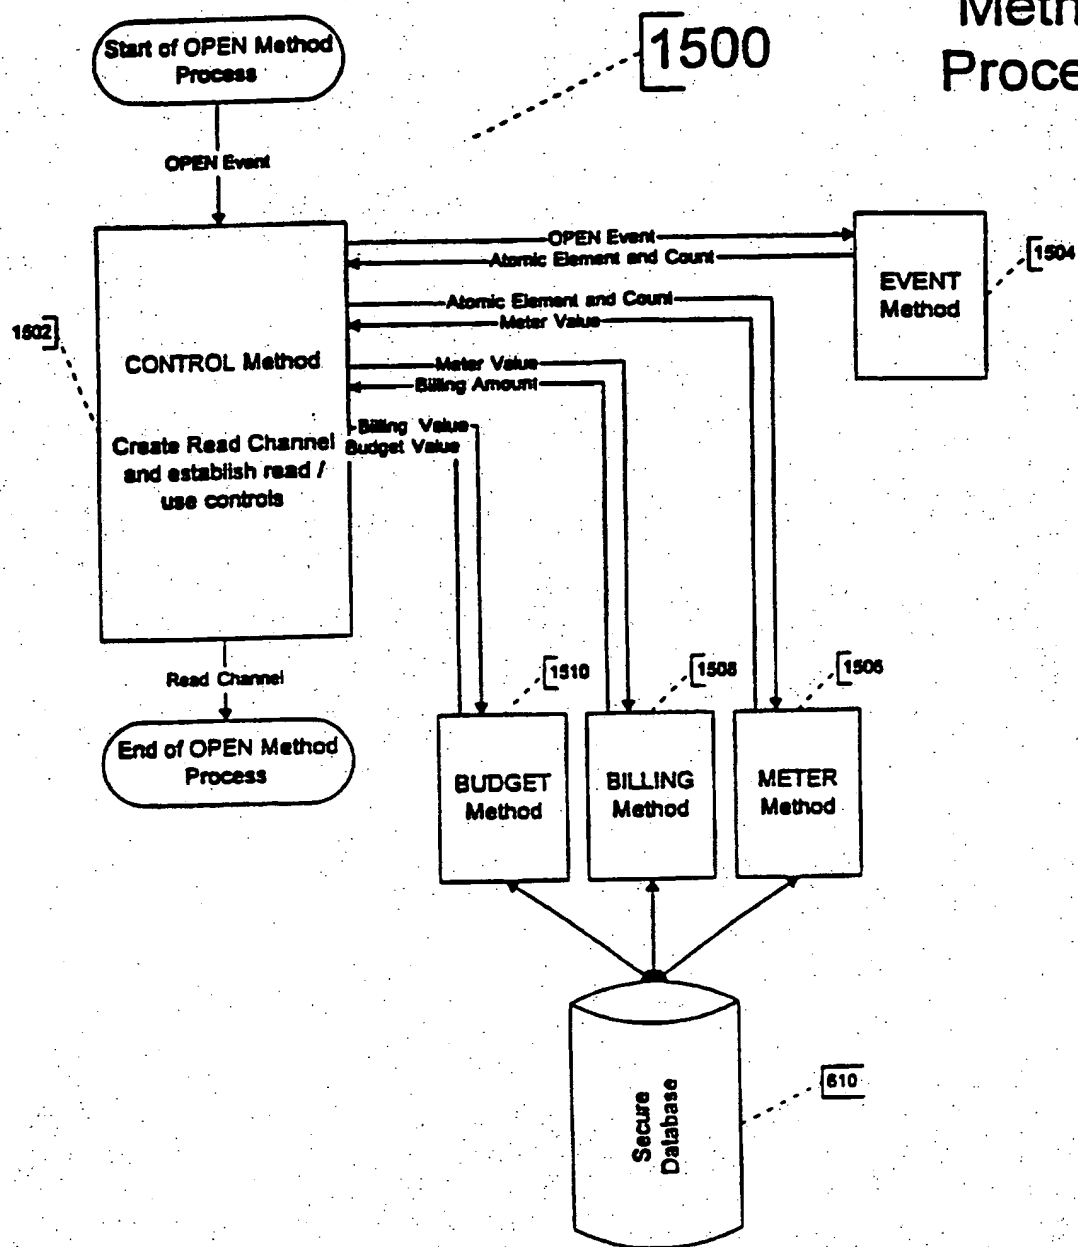 Meth
Proce
1500
Start of OPEN Method
Process
OPEN Event
OPEN Event
Atomic Element and Count
EVENT
Method
1504
Atomic Element and Count
Meter Value
1502
CONTROL Method
Meter Value
Billing Amount
Billing Value
Budget Value
Create Read Channel
and establish read /
use controls
Read Channel
1510
1508
1506
End of OPEN Method
Process
BUDGET
Method
BILLING
Method
METER
Method
Secure
Database
610